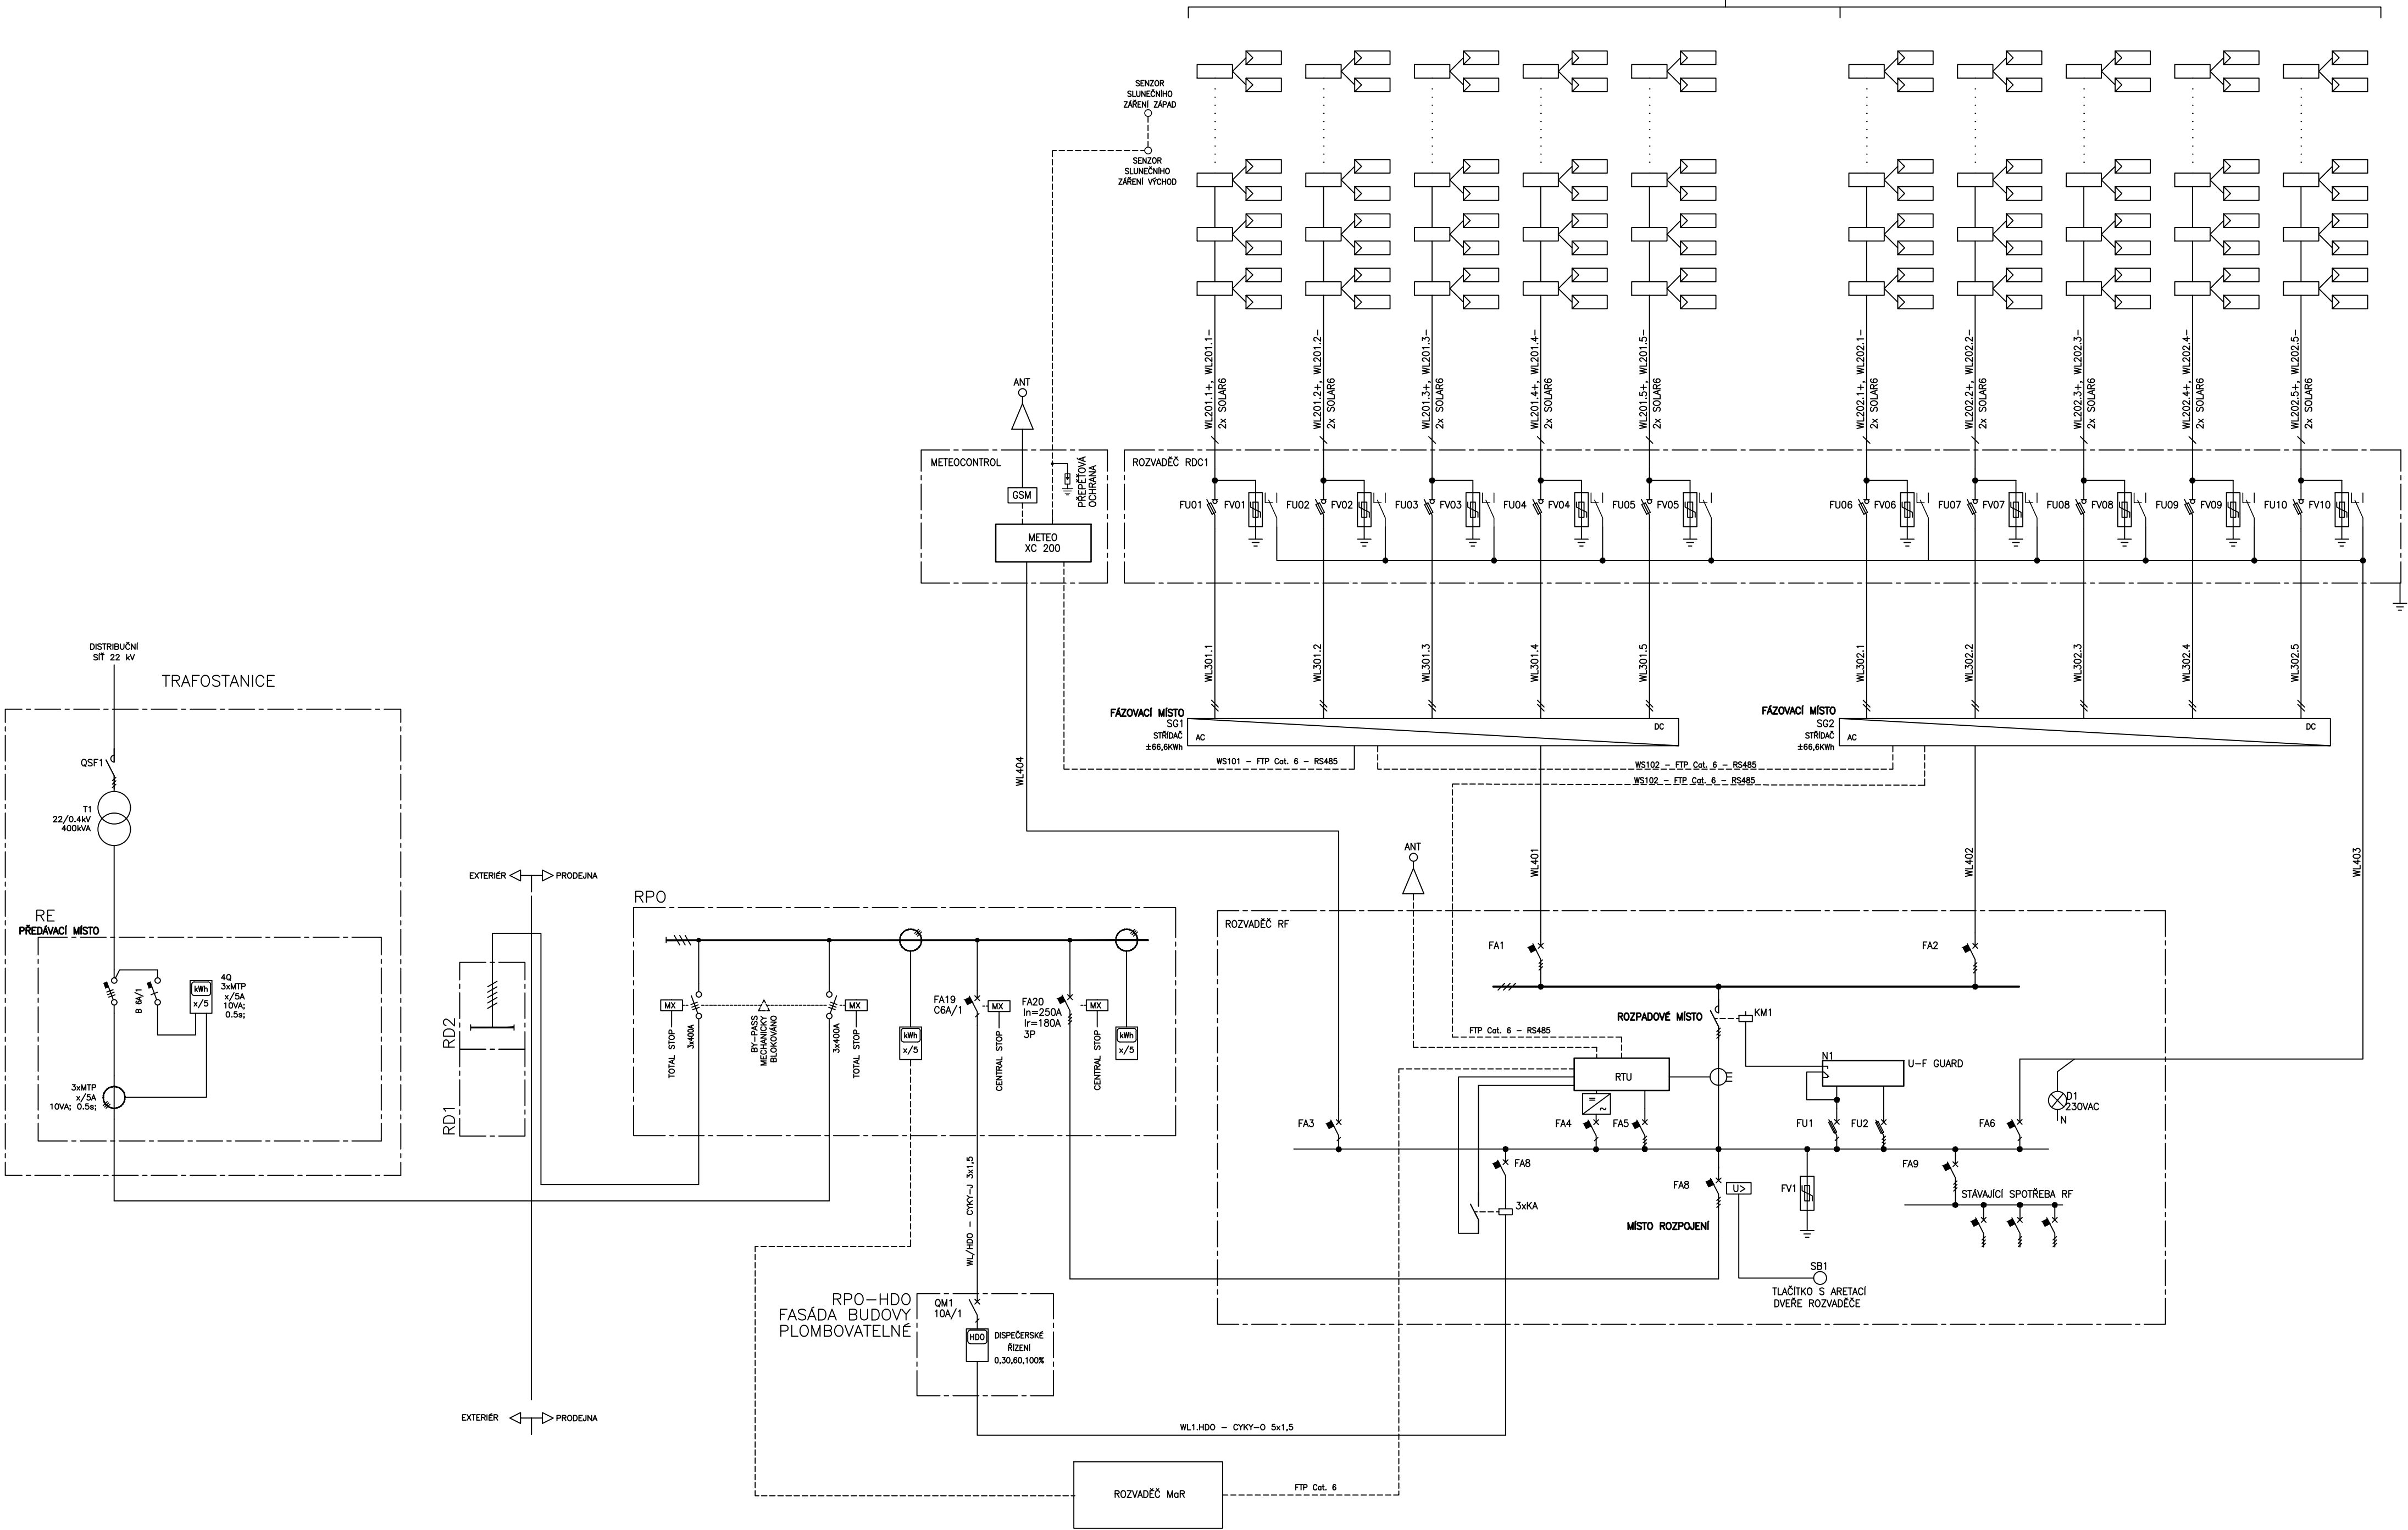 SENZOR
SLUNEČNÍHO
ZÁŘENÍ ZÁPAD
SENZOR
SLUNEČNÍHO
ZÁŘENÍ VÝCHOD
WL201.1+, WL201.1-
2x SOLAR6
WL201.2+, WL201.2-
2x SOLAR6
WL201.3+, WL201.3-
2x SOLAR6
WL201.4+, WL201.4-
2x SOLAR6
WL201.5+, WL201.5-
2x SOLAR6
WL202.1+, WL202.1-
2x SOLAR6
WL202.2+, WL202.2-
2x SOLAR6
WL202.3+, WL202.3-
2x SOLAR6
WL202.4+, WL202.4-
2x SOLAR6
WL202.5+, WL202.5-
2x SOLAR6
ANT
METEOCONTROL
GSM
PŘEPĚŤOVÁ
OCHRANA
METEO
XC 200
ROZVADĚČ RDC1
FU01 FV01
FU02 FV02
FU03 FV03
FU04 FV04
FU05 FV05
FU06 FV06
FU07 FV07
FU08 FV08
FU09 FV09
FU10 FV10
WL301.1
WL301.2
WL301.3
WL301.4
WL301.5
WL302.1
WL302.2
WL302.3
WL302.4
WL302.5
FÁZOVACÍ MÍSTO
SG1
STŘÍDAČ
±66,6KWh
AC
DC
FÁZOVACÍ MÍSTO
SG2
STŘÍDAČ
±66,6KWh
AC
DC
WS101 - FTP Cat. 6 - RS485
WS102 - FTP Cat. 6 - RS485
WS102 - FTP Cat. 6 - RS485
WL404
WL401
WL402
WL403
DISTRIBUČNÍ
SÍŤ 22 kV
TRAFOSTANICE
QSF1
T1
22/0.4kV
400kVA
RE
PŘEDÁVACÍ MÍSTO
B 6A/1
kWh
x/5
4Q
3xMTP
x/5A
10VA;
0.5s;
3xMTP
x/5A
10VA; 0.5s;
EXTERIÉR
PRODEJNA
RD2
RD1
EXTERIÉR
PRODEJNA
RPO
MX
TOTAL STOP
3x400A
BY-PASS
MECHANICKY
BLOKOVÁNO
3x400A
MX
TOTAL STOP
kWh
x/5
FA19
C6A/1
MX
CENTRAL STOP
FA20
In=250A
Ir=180A
3P
MX
CENTRAL STOP
kWh
x/5
WL/HDO - CYKY-J 3x1,5
RPO-HDO
FASÁDA BUDOVY
PLOMBOVATELNÉ
QM1
10A/1
HDO
DISPEČERSKÉ
ŘÍZENÍ
0,30,60,100%
WL1.HDO - CYKY-O 5x1,5
ROZVADĚČ MaR
FTP Cat. 6
ANT
ROZVADĚČ RF
FA1
FA2
ROZPADOVÉ MÍSTO
KM1
FTP Cat. 6 - RS485
RTU
=
~
N1
U-F GUARD
FA3
FA4
FA5
FU1
FU2
FA6
D1
230VAC
N
FA8
3xKA
FA8
U>
MÍSTO ROZPOJENÍ
FV1
FA9
STÁVAJÍCÍ SPOTŘEBA RF
SB1
TLAČÍTKO S ARETACÍ
DVEŘE ROZVADĚČE